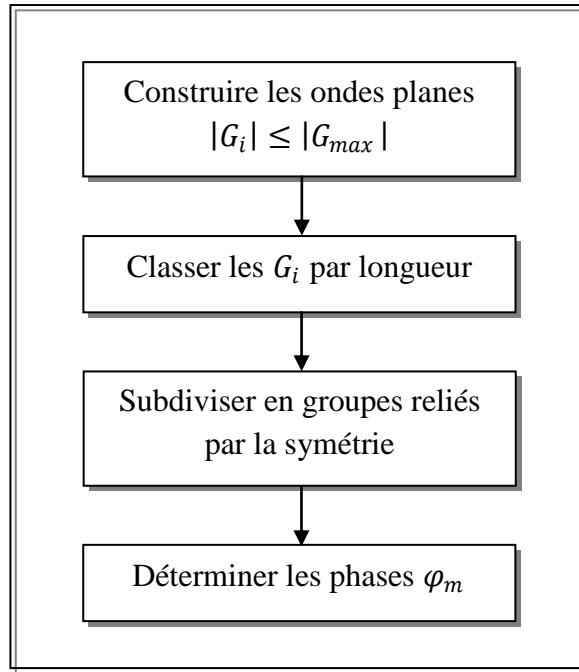 Construire les ondes planes
|G_i| ≤ |G_max|
Classer les G_i par longueur
Subdiviser en groupes reliés
par la symétrie
Déterminer les phases φ_m